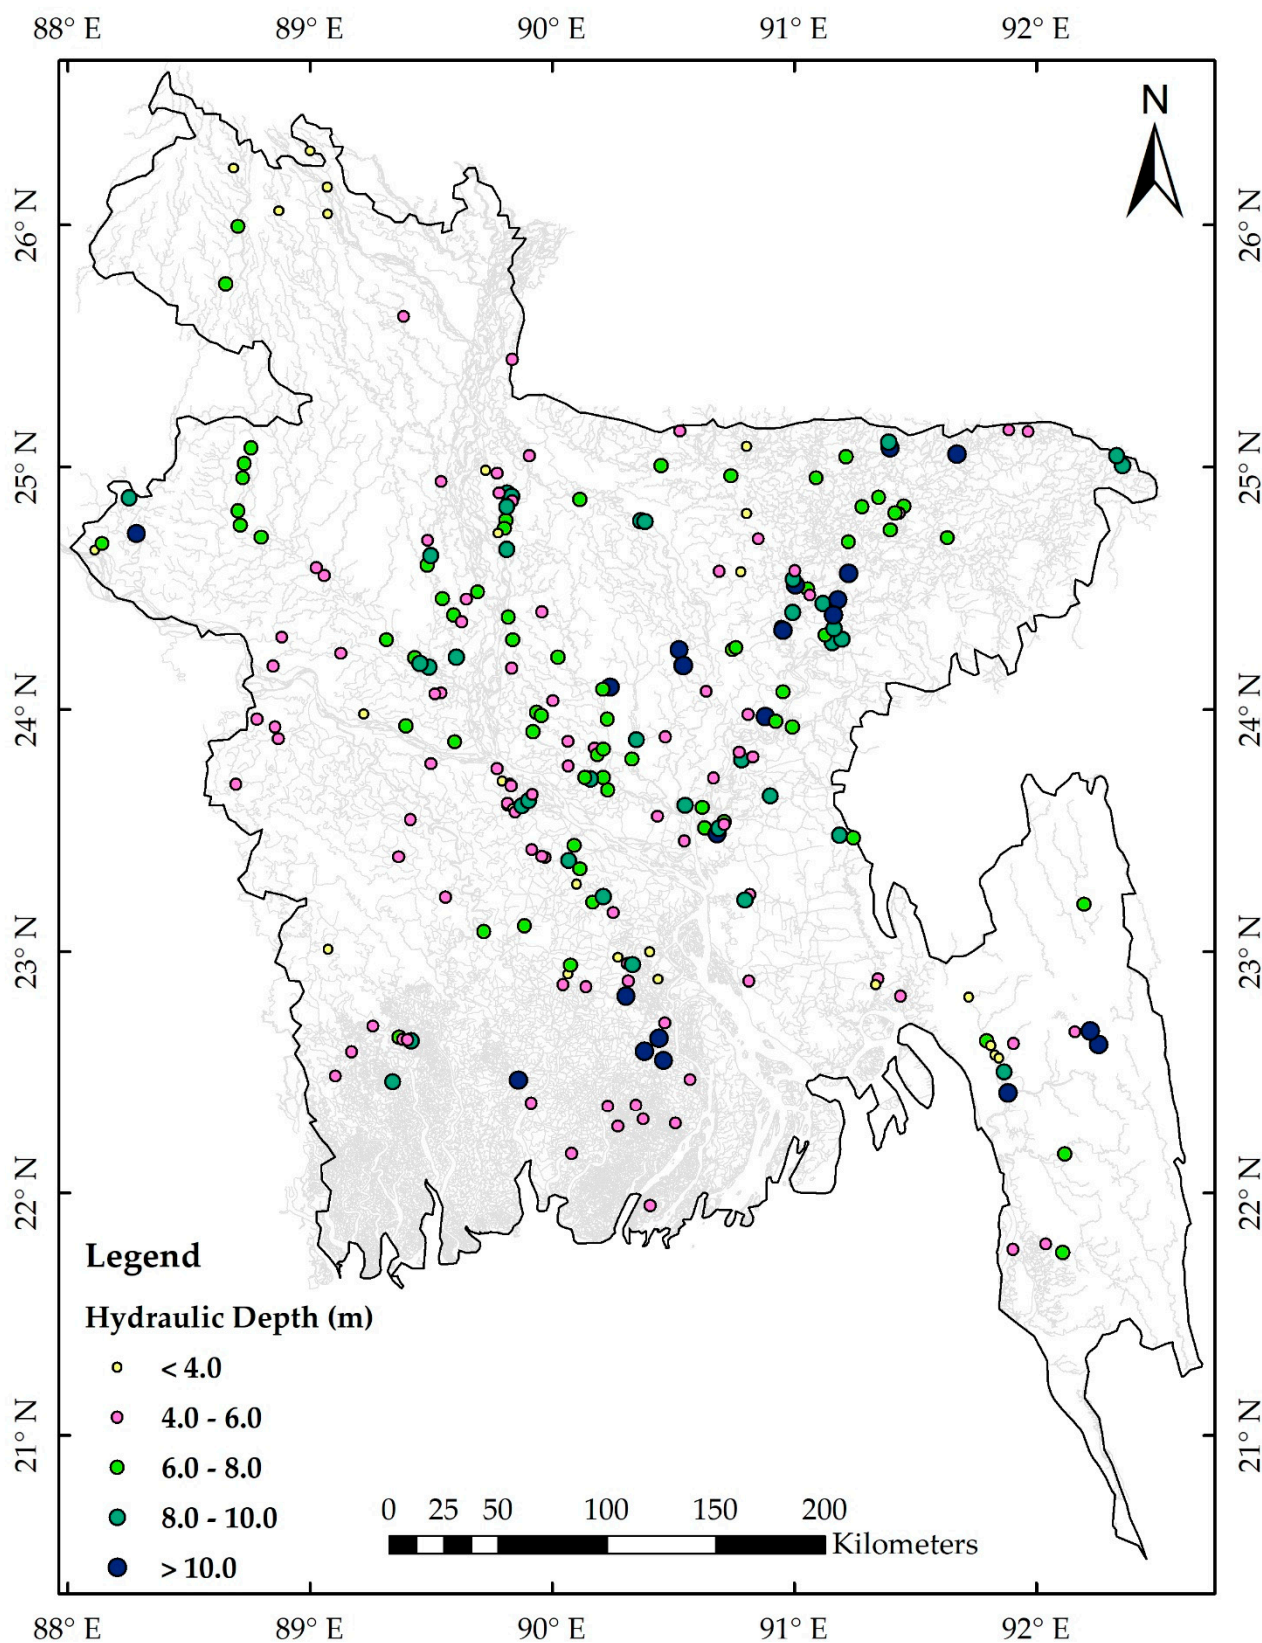 88° E 89° E 90° E 91° E 92° E
N
26° N 26° N
25° N 25° N
24° N 24° N
23° N 23° N
22° N 22° N
21° N 21° N
Legend
Hydraulic Depth (m)
< 4.0
4.0 - 6.0
6.0 - 8.0
8.0 - 10.0
> 10.0
0 25 50 100 150 200
Kilometers
88° E 89° E 90° E 91° E 92° E